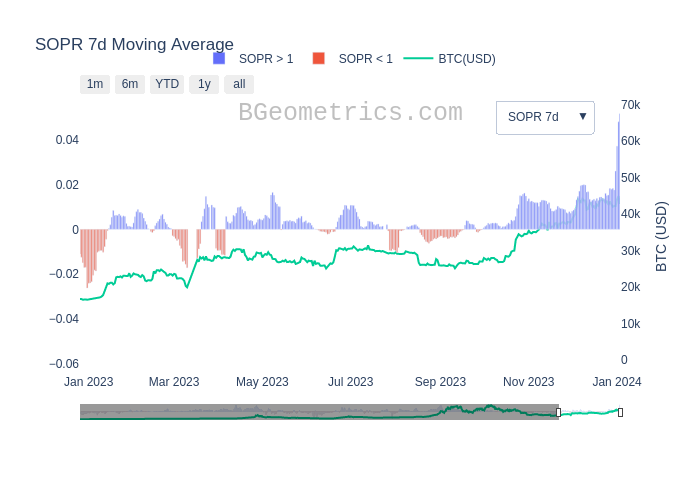 SOPR 7d Moving Average
SOPR > 1 SOPR < 1 BTC(USD)
1m 6m YTD 1y all
BGeometrics.com
SOPR 7d ▼
0.04
0.02
0
−0.02
−0.04
−0.06
70k
60k
50k
40k
30k
20k
10k
0
BTC (USD)
Jan 2023 Mar 2023 May 2023 Jul 2023 Sep 2023 Nov 2023 Jan 2024